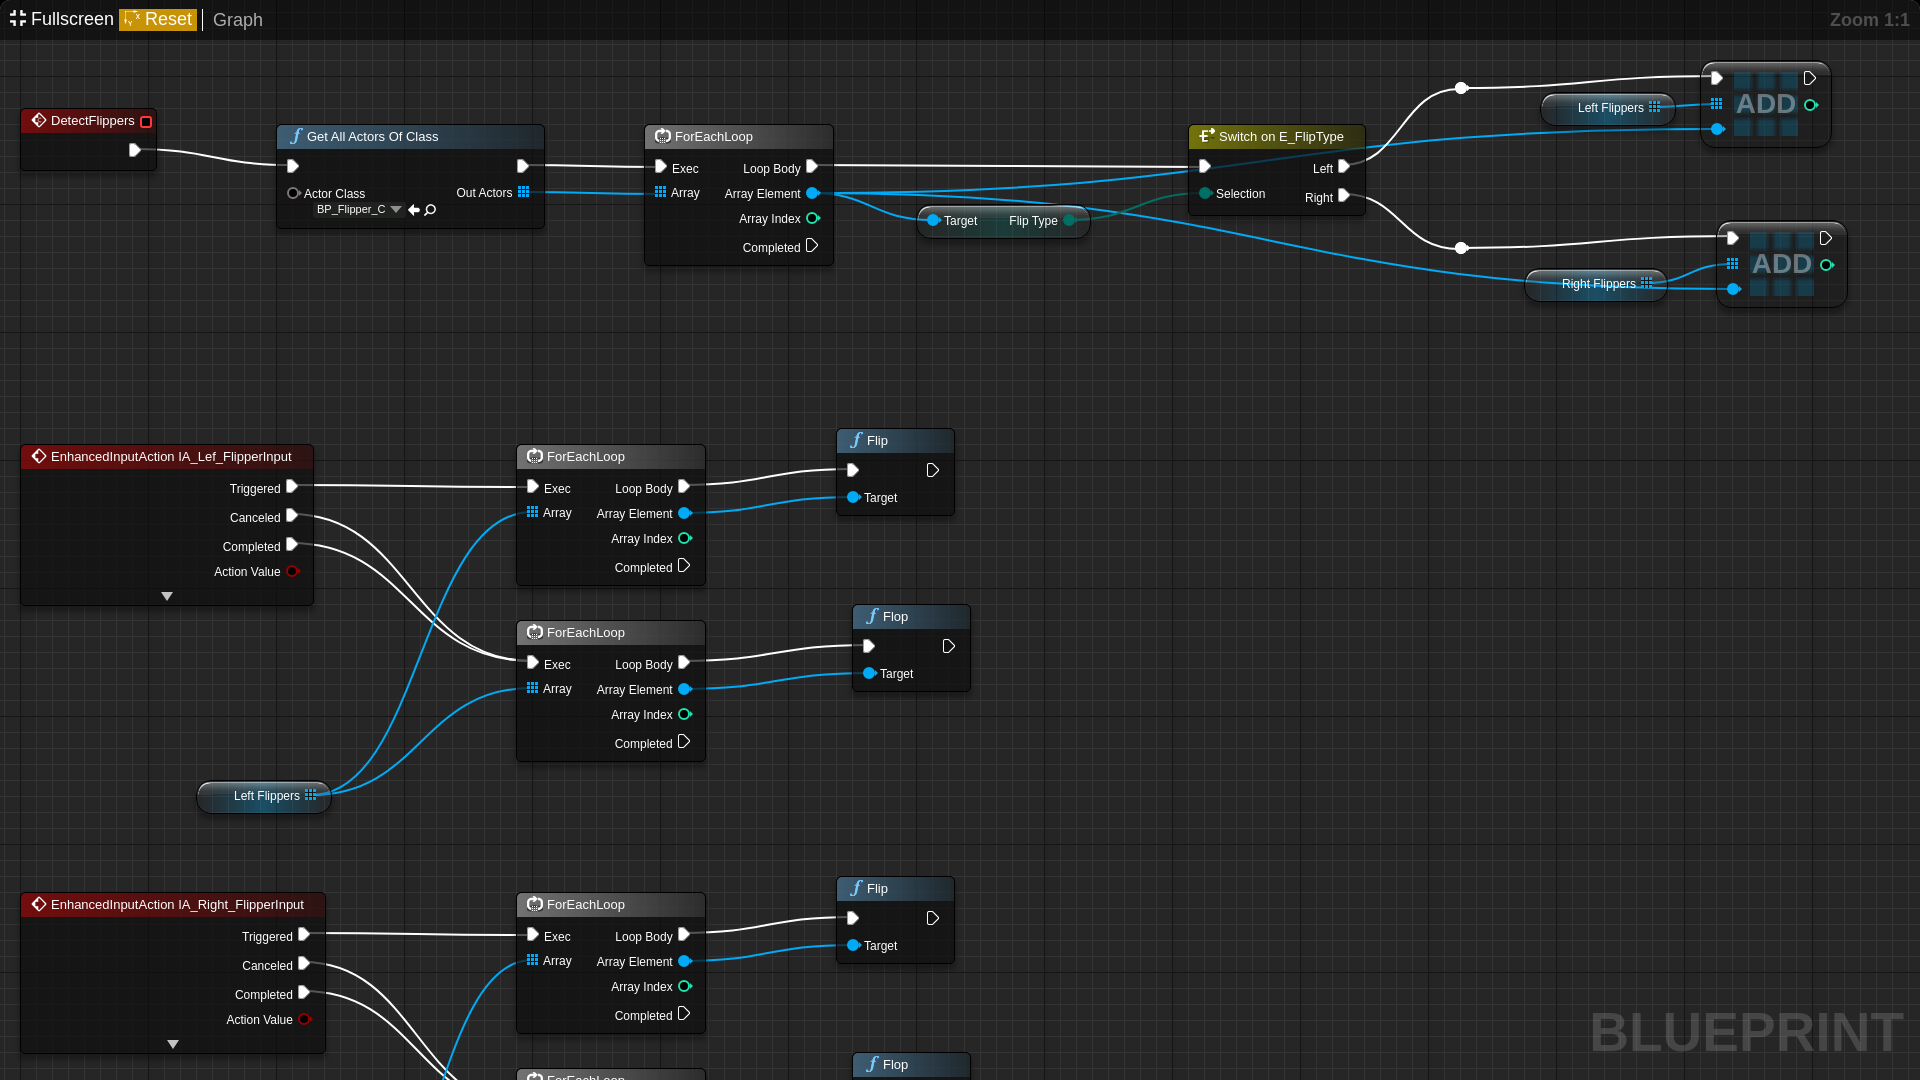 Fullscreen Reset Graph
Zoom 1:1
DetectFlippers
Get All Actors Of Class
Actor Class
BP_Flipper_C
Out Actors
ForEachLoop
Exec
Loop Body
Array
Array Element
Array Index
Completed
Target
Flip Type
Switch on E_FlipType
Left
Selection
Right
Left Flippers
ADD
Right Flippers
ADD
EnhancedInputAction IA_Lef_FlipperInput
Triggered
Canceled
Completed
Action Value
ForEachLoop
Exec
Loop Body
Array
Array Element
Array Index
Completed
Flip
Target
ForEachLoop
Exec
Loop Body
Array
Array Element
Array Index
Completed
Flop
Target
Left Flippers
EnhancedInputAction IA_Right_FlipperInput
Triggered
Canceled
Completed
Action Value
ForEachLoop
Exec
Loop Body
Array
Array Element
Array Index
Completed
Flip
Target
ForEachLoop
Flop
BLUEPRINT